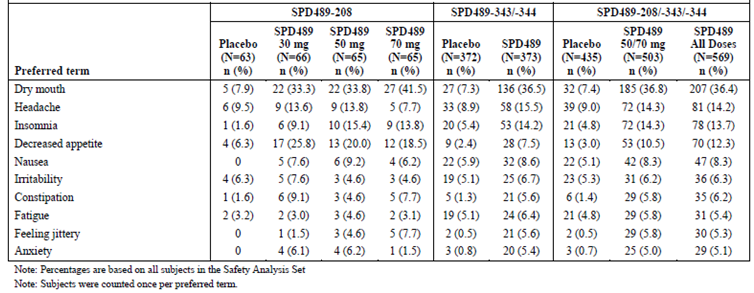 SPD489-208 SPD489-343/-344 SPD489-208/-343/-344
Preferred term Placebo (N=63) n (%) SPD489 30 mg (N=66) n (%) SPD489 50 mg (N=65) n (%) SPD489 70 mg (N=65) n (%) Placebo (N=372) n (%) SPD489 (N=373) n (%) Placebo (N=435) n (%) SPD489 50/70 mg (N=503) n (%) SPD489 All Doses (N=569) n (%)
Dry mouth 5 (7.9) 22 (33.3) 22 (33.8) 27 (41.5) 27 (7.3) 136 (36.5) 32 (7.4) 185 (36.8) 207 (36.4)
Headache 6 (9.5) 9 (13.6) 9 (13.8) 5 (7.7) 33 (8.9) 58 (15.5) 39 (9.0) 72 (14.3) 81 (14.2)
Insomnia 1 (1.6) 6 (9.1) 10 (15.4) 9 (13.8) 20 (5.4) 53 (14.2) 21 (4.8) 72 (14.3) 78 (13.7)
Decreased appetite 4 (6.3) 17 (25.8) 13 (20.0) 12 (18.5) 9 (2.4) 28 (7.5) 13 (3.0) 53 (10.5) 70 (12.3)
Nausea 0 5 (7.6) 6 (9.2) 4 (6.2) 22 (5.9) 32 (8.6) 22 (5.1) 42 (8.3) 47 (8.3)
Irritability 4 (6.3) 5 (7.6) 3 (4.6) 3 (4.6) 19 (5.1) 25 (6.7) 23 (5.3) 31 (6.2) 36 (6.3)
Constipation 1 (1.6) 6 (9.1) 3 (4.6) 5 (7.7) 5 (1.3) 21 (5.6) 6 (1.4) 29 (5.8) 35 (6.2)
Fatigue 2 (3.2) 2 (3.0) 3 (4.6) 2 (3.1) 19 (5.1) 24 (6.4) 21 (4.8) 29 (5.8) 31 (5.4)
Feeling jittery 0 1 (1.5) 3 (4.6) 5 (7.7) 2 (0.5) 21 (5.6) 2 (0.5) 29 (5.8) 30 (5.3)
Anxiety 0 4 (6.1) 4 (6.2) 1 (1.5) 3 (0.8) 20 (5.4) 3 (0.7) 25 (5.0) 29 (5.1)
Note: Percentages are based on all subjects in the Safety Analysis Set
Note: Subjects were counted once per preferred term.